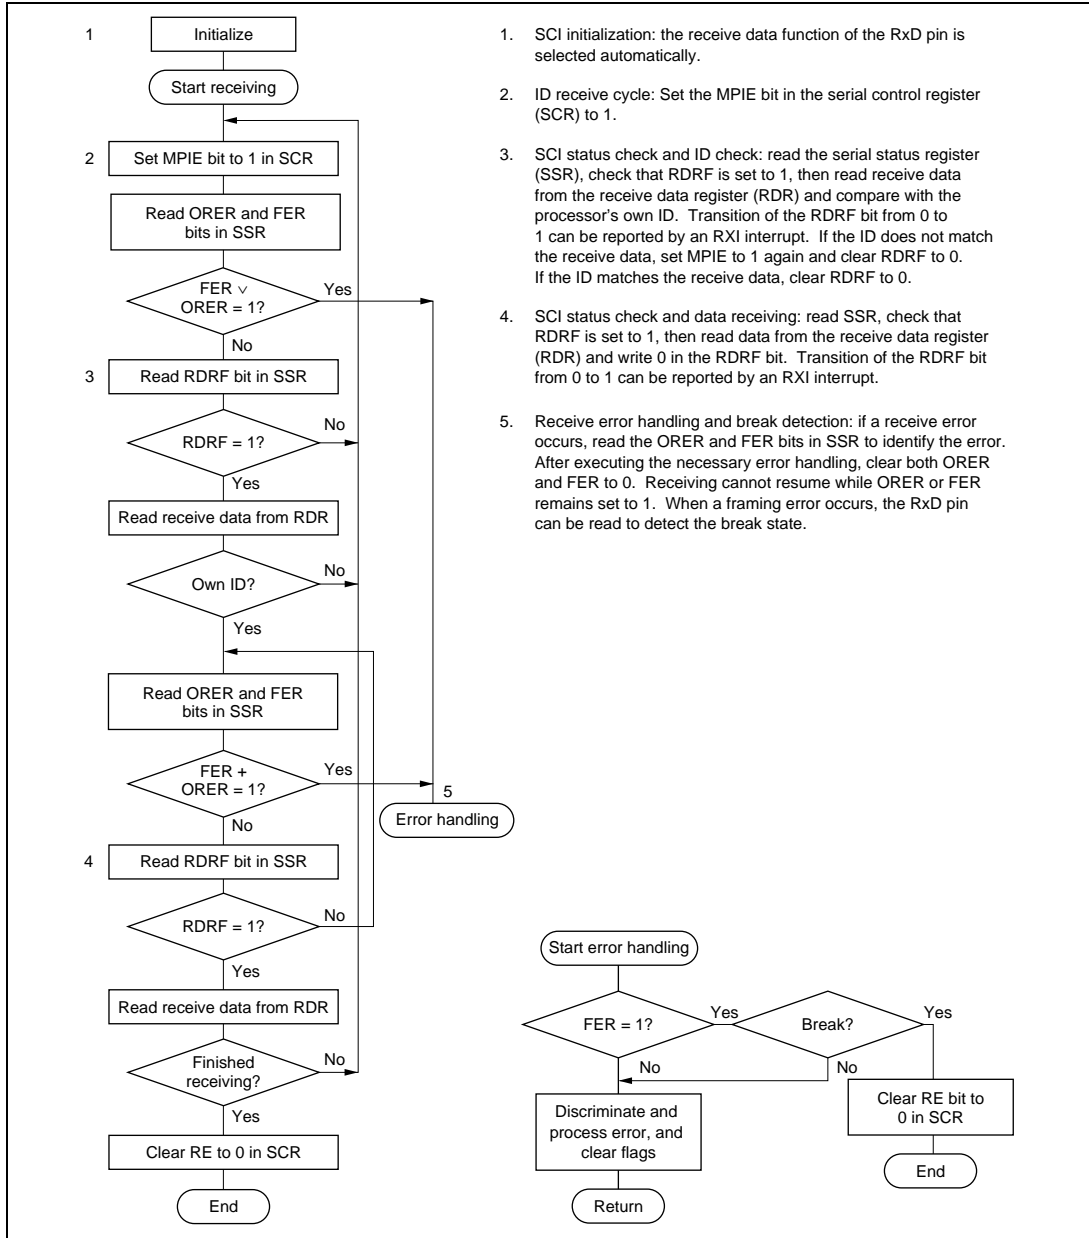 1
Initialize
Start receiving
2
Set MPIE bit to 1 in SCR
Read ORER and FER
bits in SSR
FER ∨
ORER = 1?
Yes
No
3
Read RDRF bit in SSR
RDRF = 1?
No
Yes
Read receive data from RDR
Own ID?
No
Yes
Read ORER and FER
bits in SSR
FER +
ORER = 1?
Yes
No
5
Error handling
4
Read RDRF bit in SSR
RDRF = 1?
No
Yes
Read receive data from RDR
Finished
receiving?
No
Yes
Clear RE to 0 in SCR
End
1. SCI initialization: the receive data function of the RxD pin is
selected automatically.
2. ID receive cycle: Set the MPIE bit in the serial control register
(SCR) to 1.
3. SCI status check and ID check: read the serial status register
(SSR), check that RDRF is set to 1, then read receive data
from the receive data register (RDR) and compare with the
processor's own ID. Transition of the RDRF bit from 0 to
1 can be reported by an RXI interrupt. If the ID does not match
the receive data, set MPIE to 1 again and clear RDRF to 0.
If the ID matches the receive data, clear RDRF to 0.
4. SCI status check and data receiving: read SSR, check that
RDRF is set to 1, then read data from the receive data register
(RDR) and write 0 in the RDRF bit. Transition of the RDRF bit
from 0 to 1 can be reported by an RXI interrupt.
5. Receive error handling and break detection: if a receive error
occurs, read the ORER and FER bits in SSR to identify the error.
After executing the necessary error handling, clear both ORER
and FER to 0. Receiving cannot resume while ORER or FER
remains set to 1. When a framing error occurs, the RxD pin
can be read to detect the break state.
Start error handling
FER = 1?
Yes
No
Break?
Yes
No
Discriminate and
process error, and
clear flags
Return
Clear RE bit to
0 in SCR
End